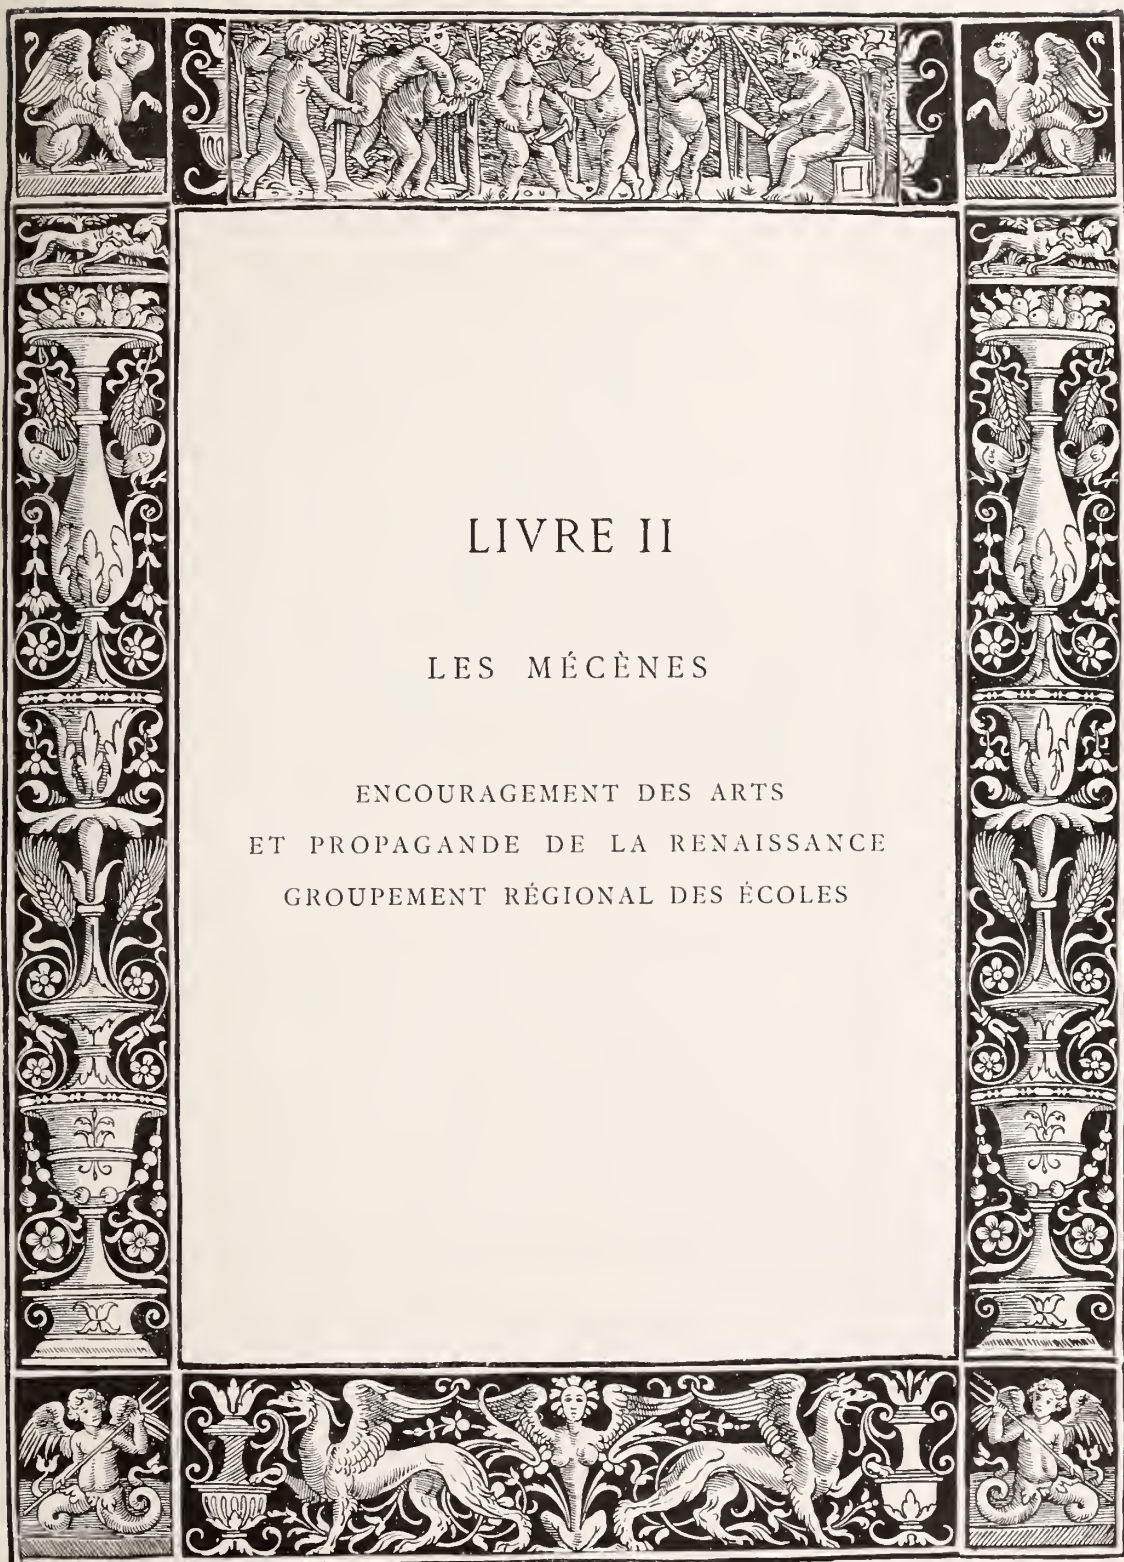 LIVRE II
LES MÉCÈNES
ENCOURAGEMENT DES ARTS
ET PROPAGANDE DE LA RENAISSANCE
GROUPEMENT RÉGIONAL DES ÉCOLES